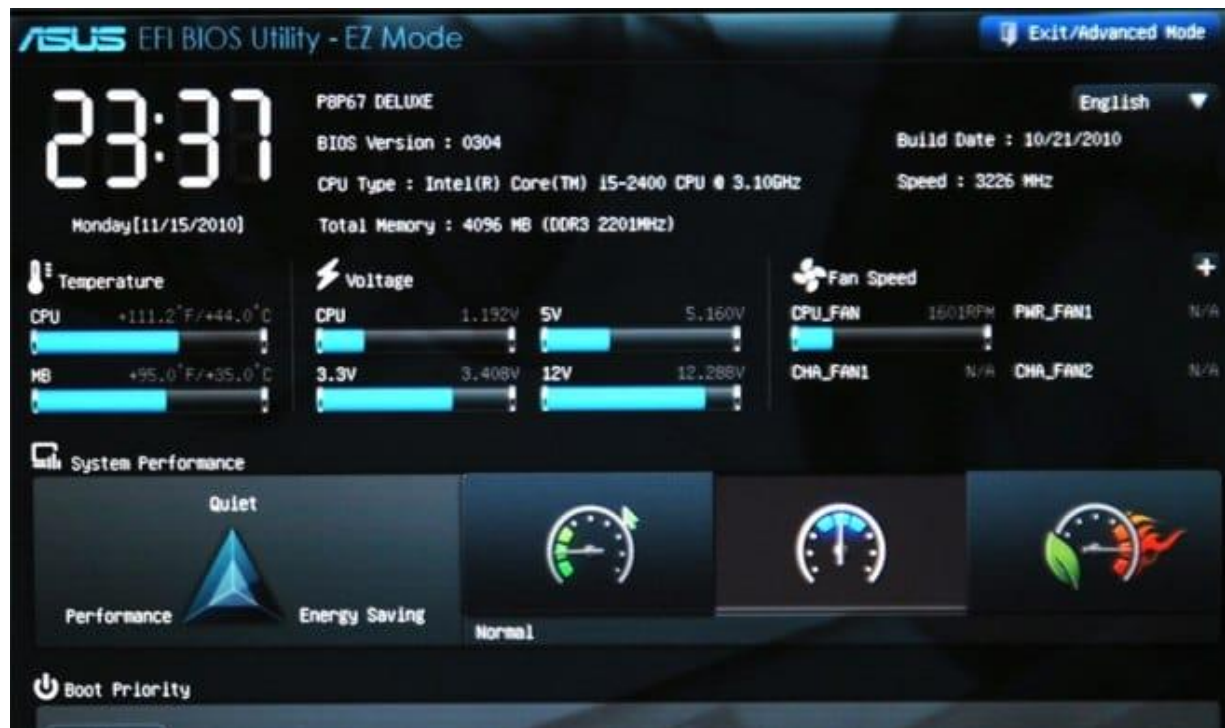 ASUS EFI BIOS Utility - EZ Mode
Exit/Advanced Mode
23:37
Monday[11/15/2010]
P8P67 DELUXE
English
BIOS Version : 0304
Build Date : 10/21/2010
CPU Type : Intel(R) Core(TM) i5-2400 CPU @ 3.10GHz
Speed : 3226 MHz
Total Memory : 4096 MB (DDR3 2201MHz)
Temperature
CPU +111.2°F/+44.0°C
MB +95.0°F/+35.0°C
Voltage
CPU 1.192V 5V 5.160V
3.3V 3.408V 12V 12.288V
Fan Speed
CPU_FAN 1601RPM PWR_FAN1 N/A
CHA_FAN1 N/A CHA_FAN2 N/A
System Performance
Quiet
Performance Energy Saving
Normal
Boot Priority